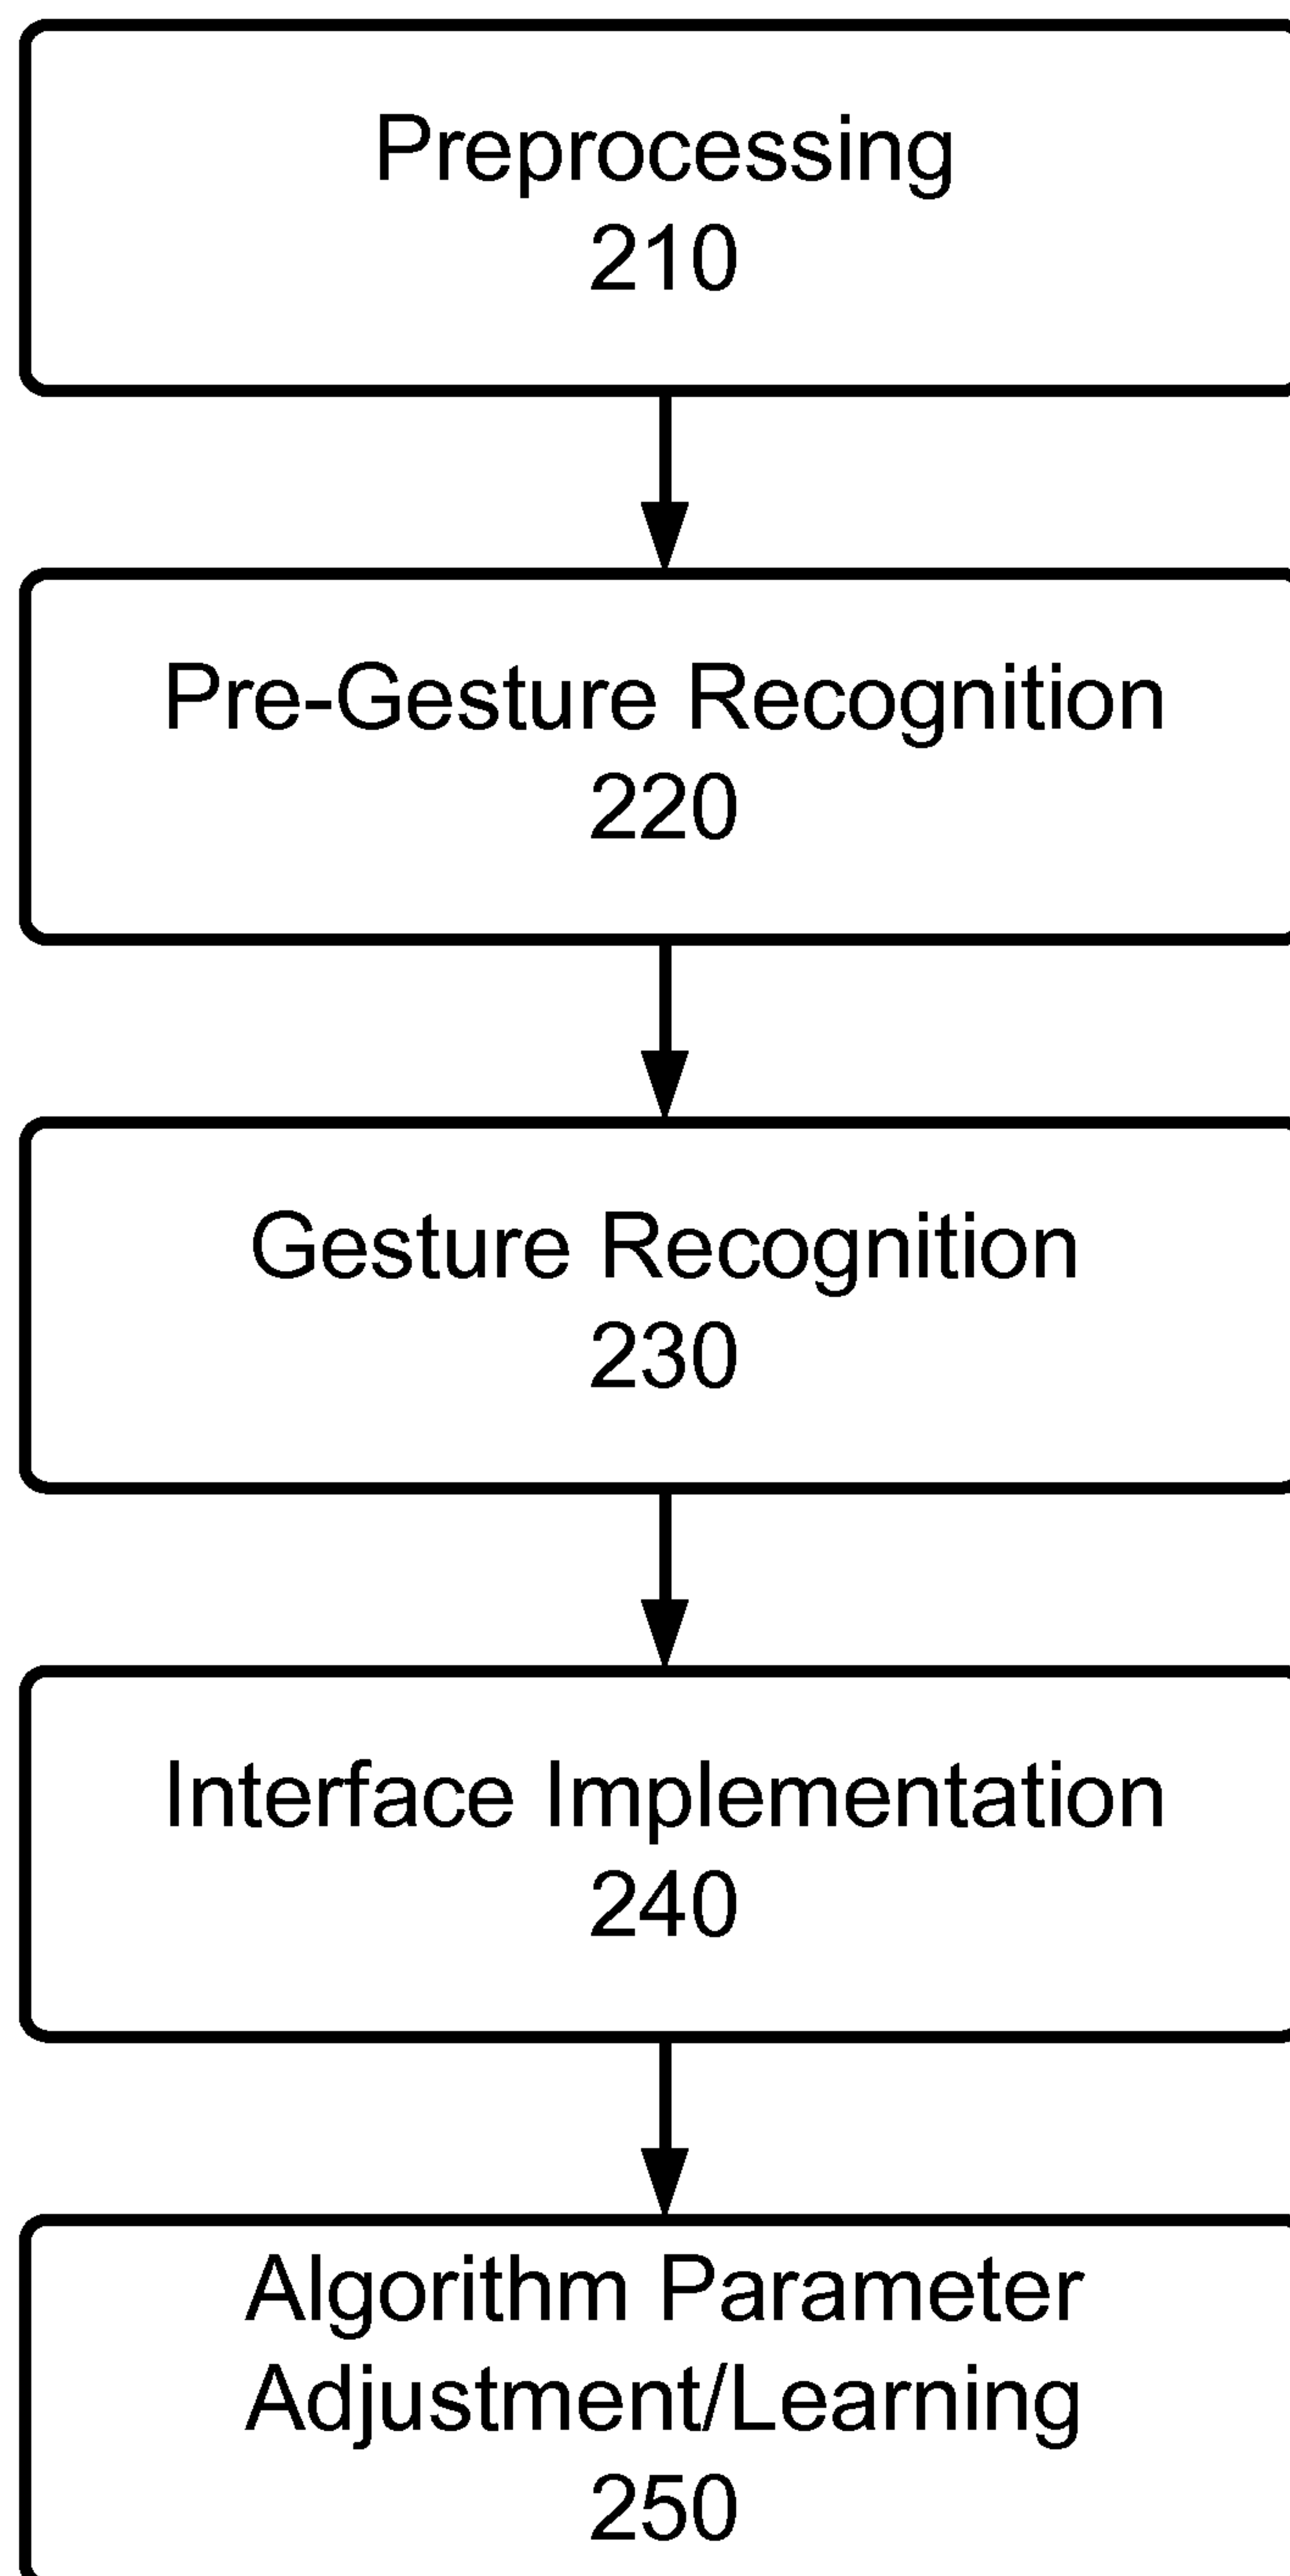 Preprocessing
210
Pre-Gesture Recognition
220
Gesture Recognition
230
Interface Implementation
240
Algorithm Parameter
Adjustment/Learning
250